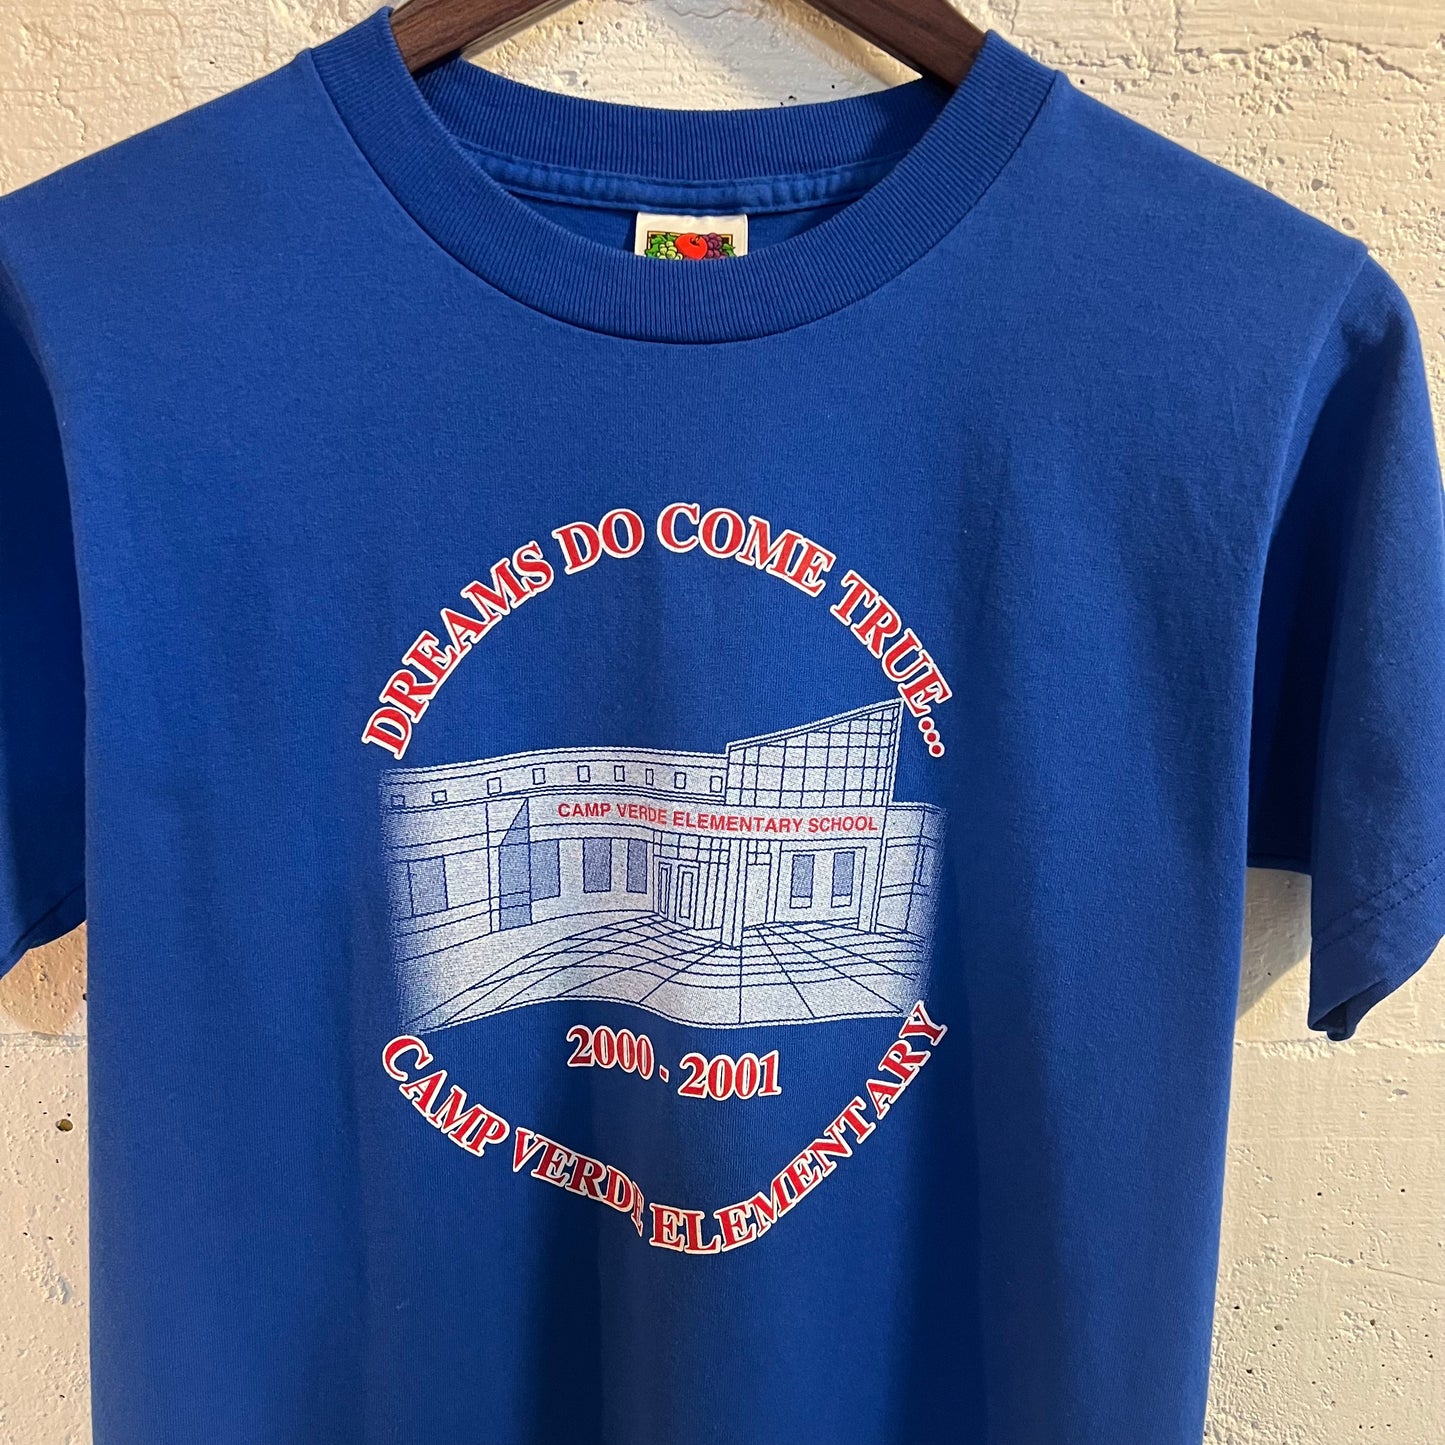 DREAMS DO COME TRUE...
CAMP VERDE ELEMENTARY SCHOOL
2000 - 2001
CAMP VERDE ELEMENTARY